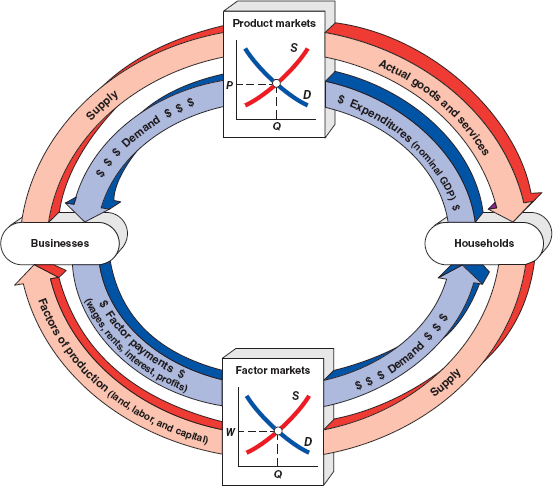 Product markets
S
P
D
Q
Supply
$ $ $ Demand $ $ $
Actual goods and services
$ Expenditures (nominal GDP) $
Businesses
Households
$ Factor payments $
(wages, rents, interest, profits)
Factors of production (land, labor, and capital)
Factor markets
S
W
D
Q
$ $ $ Demand $ $ $
Supply